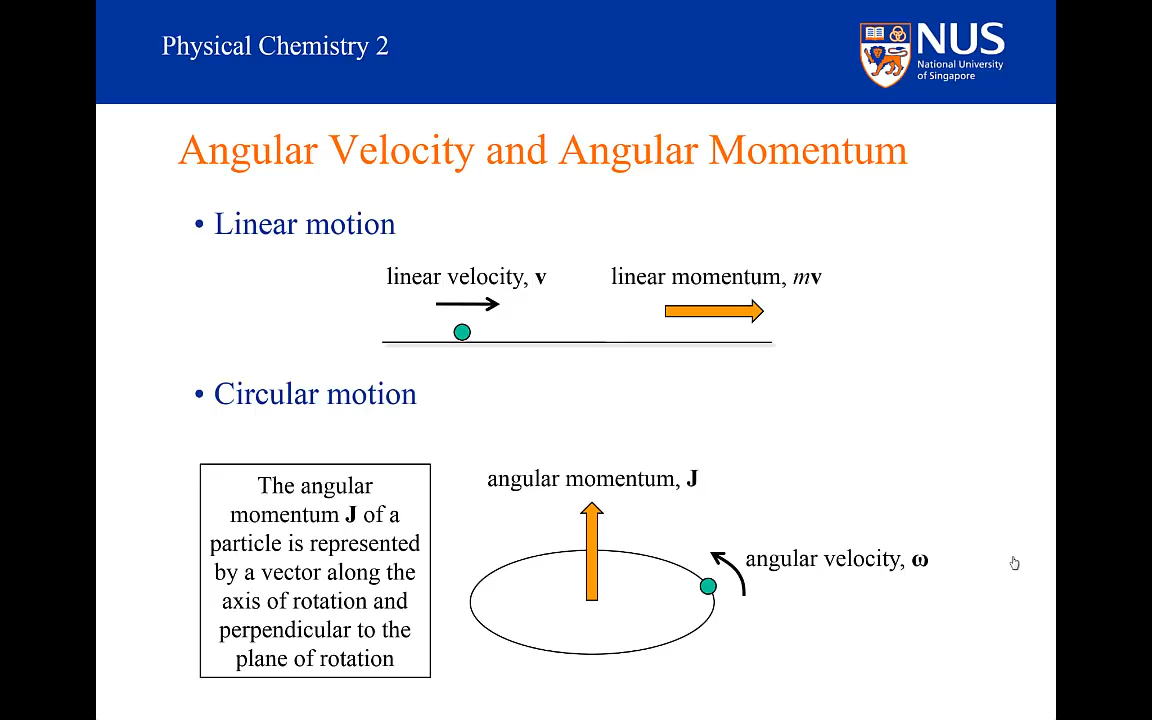 Physical Chemistry 2
NUS
National University
of Singapore
Angular Velocity and Angular Momentum
• Linear motion
linear velocity, v
linear momentum, mv
• Circular motion
The angular
momentum J of a
particle is represented
by a vector along the
axis of rotation and
perpendicular to the
plane of rotation
angular momentum, J
angular velocity, ω